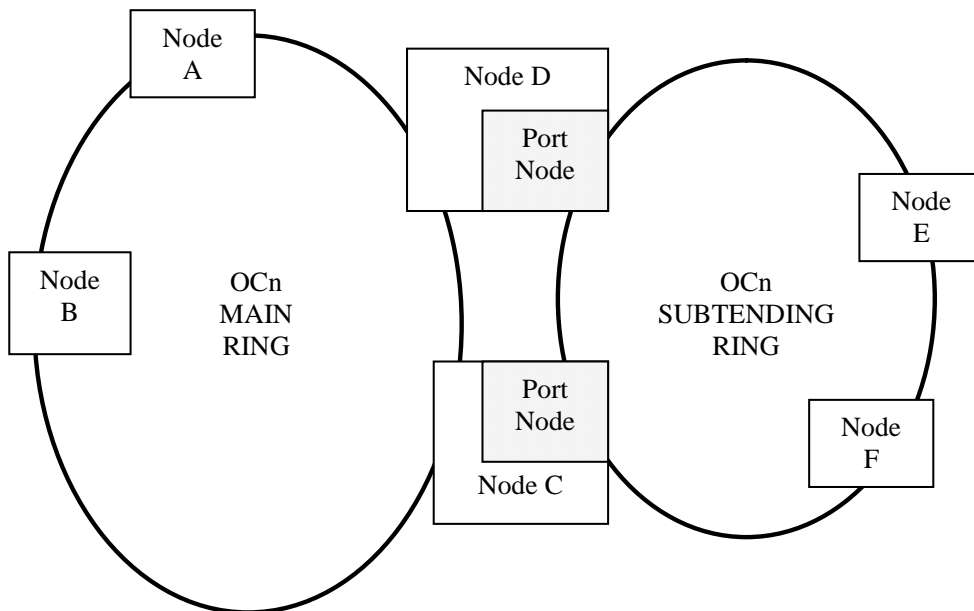 Node
A
Node D
Port
Node
Node
E
Node
B
OCn
MAIN
RING
OCn
SUBTENDING
RING
Port
Node
Node C
Node
F